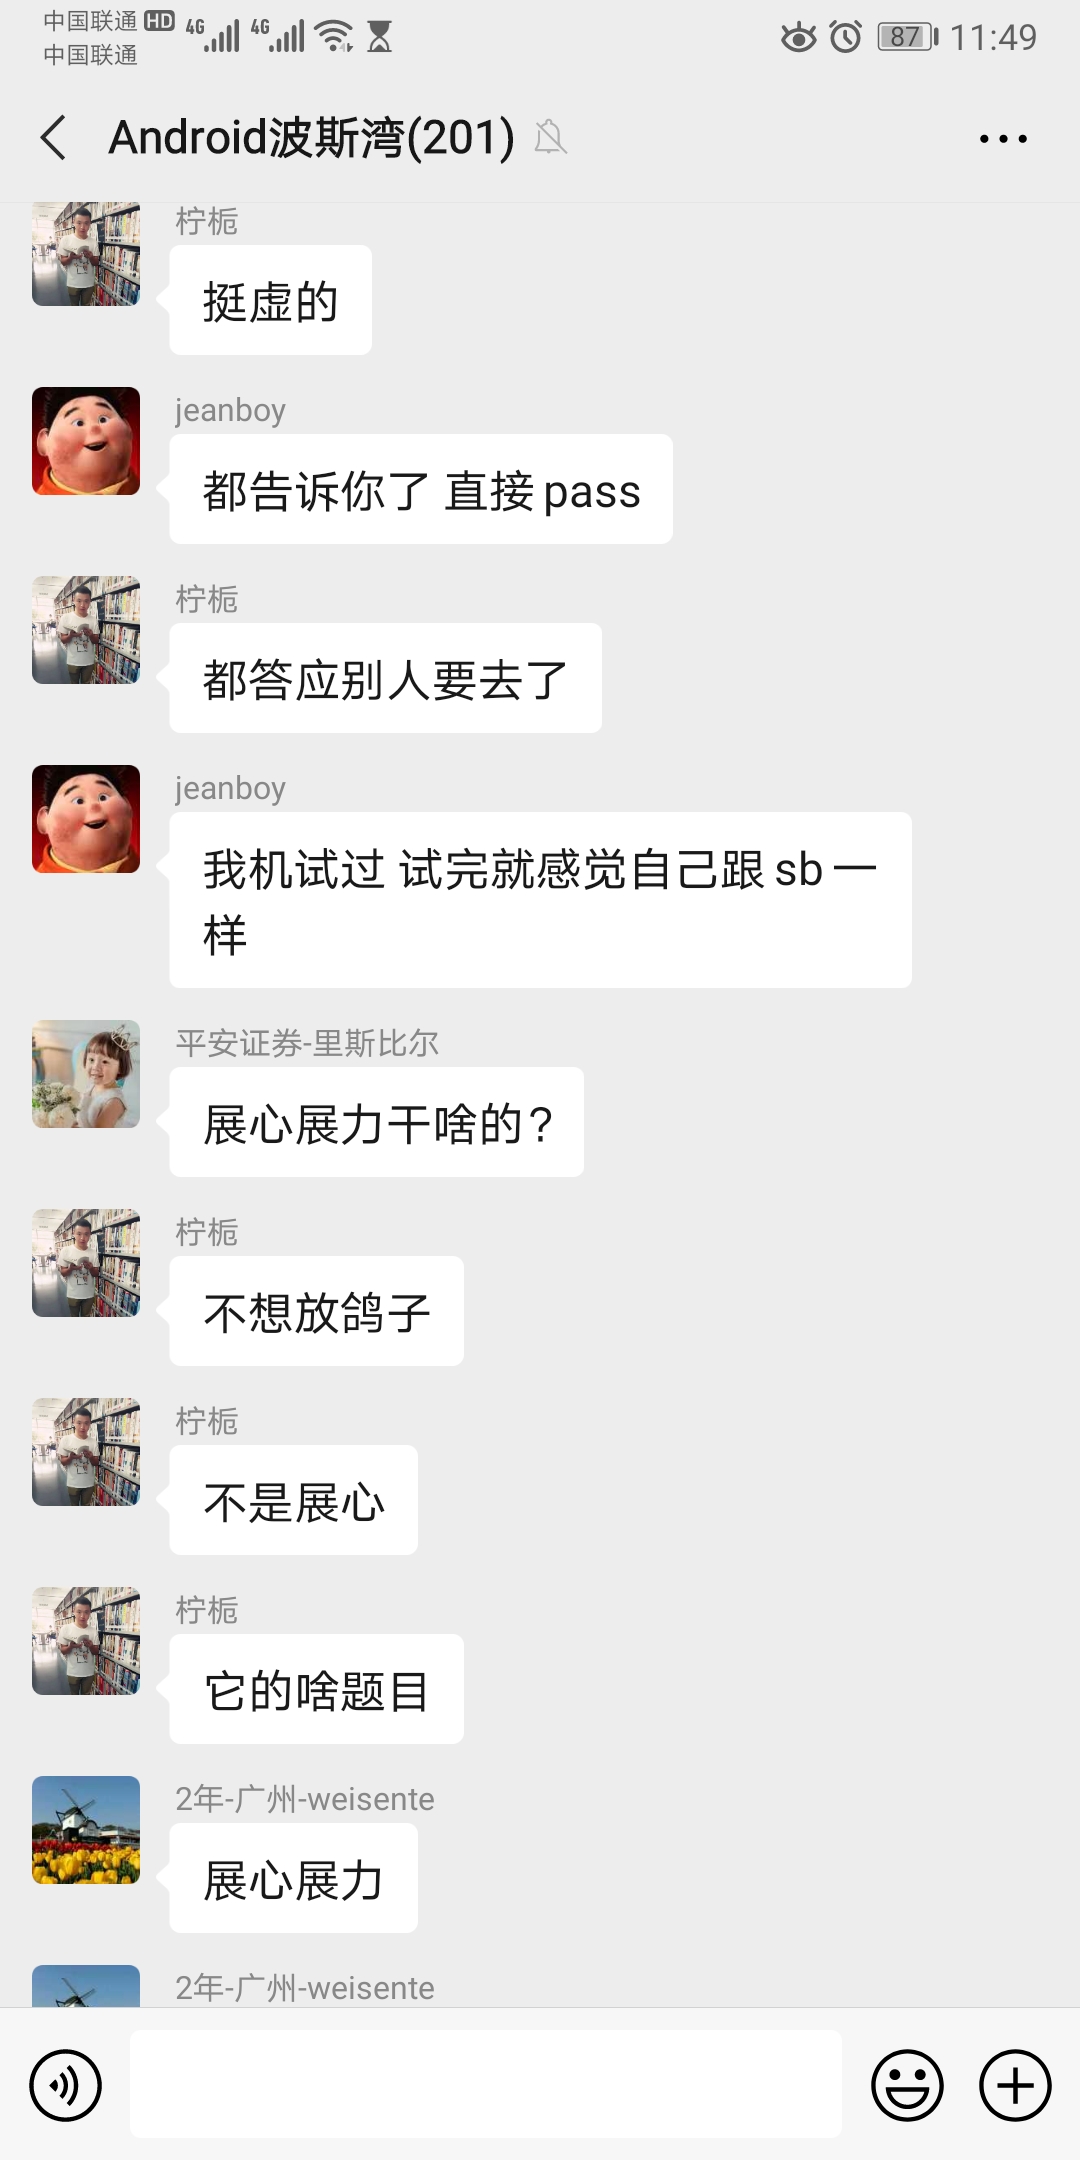 中国联通 HD 4G 4G 87 11:49
中国联通
Android波斯湾(201)
柠栀
挺虚的
jeanboy
都告诉你了 直接pass
柠栀
都答应别人要去了
jeanboy
我机试过 试完就感觉自己跟sb一
样
平安证券-里斯比尔
展心展力干啥的?
柠栀
不想放鸽子
柠栀
不是展心
柠栀
它的啥题目
2年-广州-weisente
展心展力
2年-广州-weisente